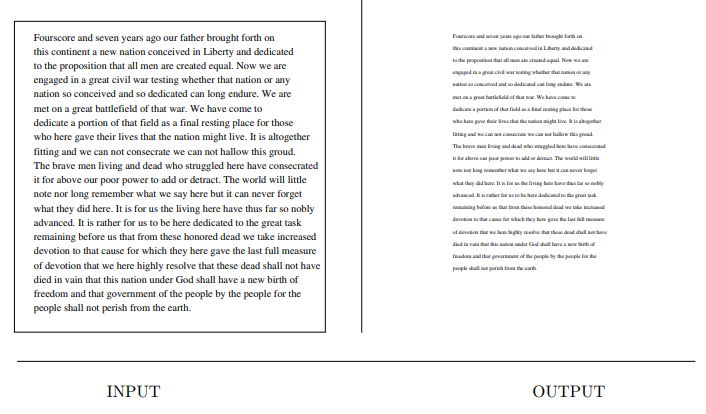 Fourscore and seven years ago our father brought forth on
this continent a new nation conceived in Liberty and dedicated
to the proposition that all men are created equal. Now we are
engaged in a great civil war testing whether that nation or any
nation so conceived and so dedicated can long endure. We are
met on a great battlefield of that war. We have come to
dedicate a portion of that field as a final resting place for those
who here gave their lives that the nation might live. It is altogether
fitting and we can not consecrate we can not hallow this groud.
The brave men living and dead who struggled here have consecrated
it for above our poor power to add or detract. The world will little
note nor long remember what we say here but it can never forget
what they did here. It is for us the living here have thus far so nobly
advanced. It is rather for us to be here dedicated to the great task
remaining before us that from these honored dead we take increased
devotion to that cause for which they here gave the last full measure
of devotion that we here highly resolve that these dead shall not have
died in vain that this nation under God shall have a new birth of
freedom and that government of the people by the people for the
people shall not perish from the earth.
Fourscore and seven years ago our father brought forth on
this continent a new nation conceived in Liberty and dedicated
to the proposition that all men are created equal. Now we are
engaged in a great civil war testing whether that nation or any
nation so conceived and so dedicated can long endure. We are
met on a great battlefield of that war. We have come to
dedicate a portion of that field as a final resting place for those
who here gave their lives that the nation might live. It is altogether
fitting and we can not consecrate we can not hallow this groud.
The brave men living and dead who struggled here have consecrated
it for above our poor power to add or detract. The world will little
note nor long remember what we say here but it can never forget
what they did here. It is for us the living here have thus far so nobly
advanced. It is rather for us to be here dedicated to the great task
remaining before us that from these honored dead we take increased
devotion to that cause for which they here gave the last full measure
of devotion that we here highly resolve that these dead shall not have
died in vain that this nation under God shall have a new birth of
freedom and that government of the people by the people for the
people shall not perish from the earth.
INPUT
OUTPUT